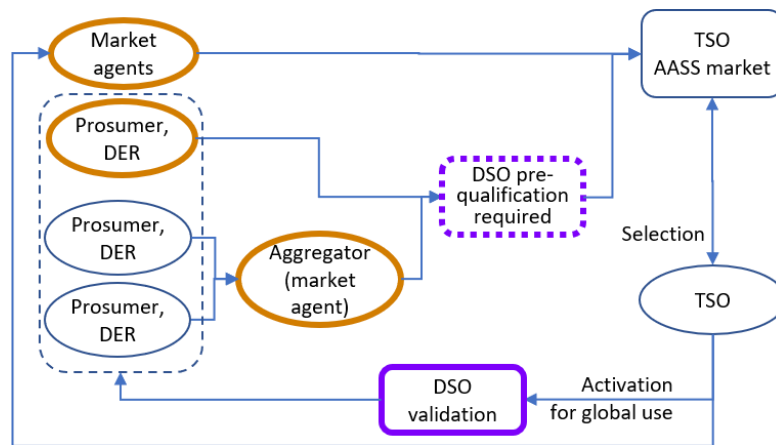 Market
agents
TSO
AASS market
Prosumer,
DER
DSO pre-
qualification
required
Prosumer,
DER
Aggregator
(market
agent)
Selection
Prosumer,
DER
TSO
DSO
validation
Activation
for global use